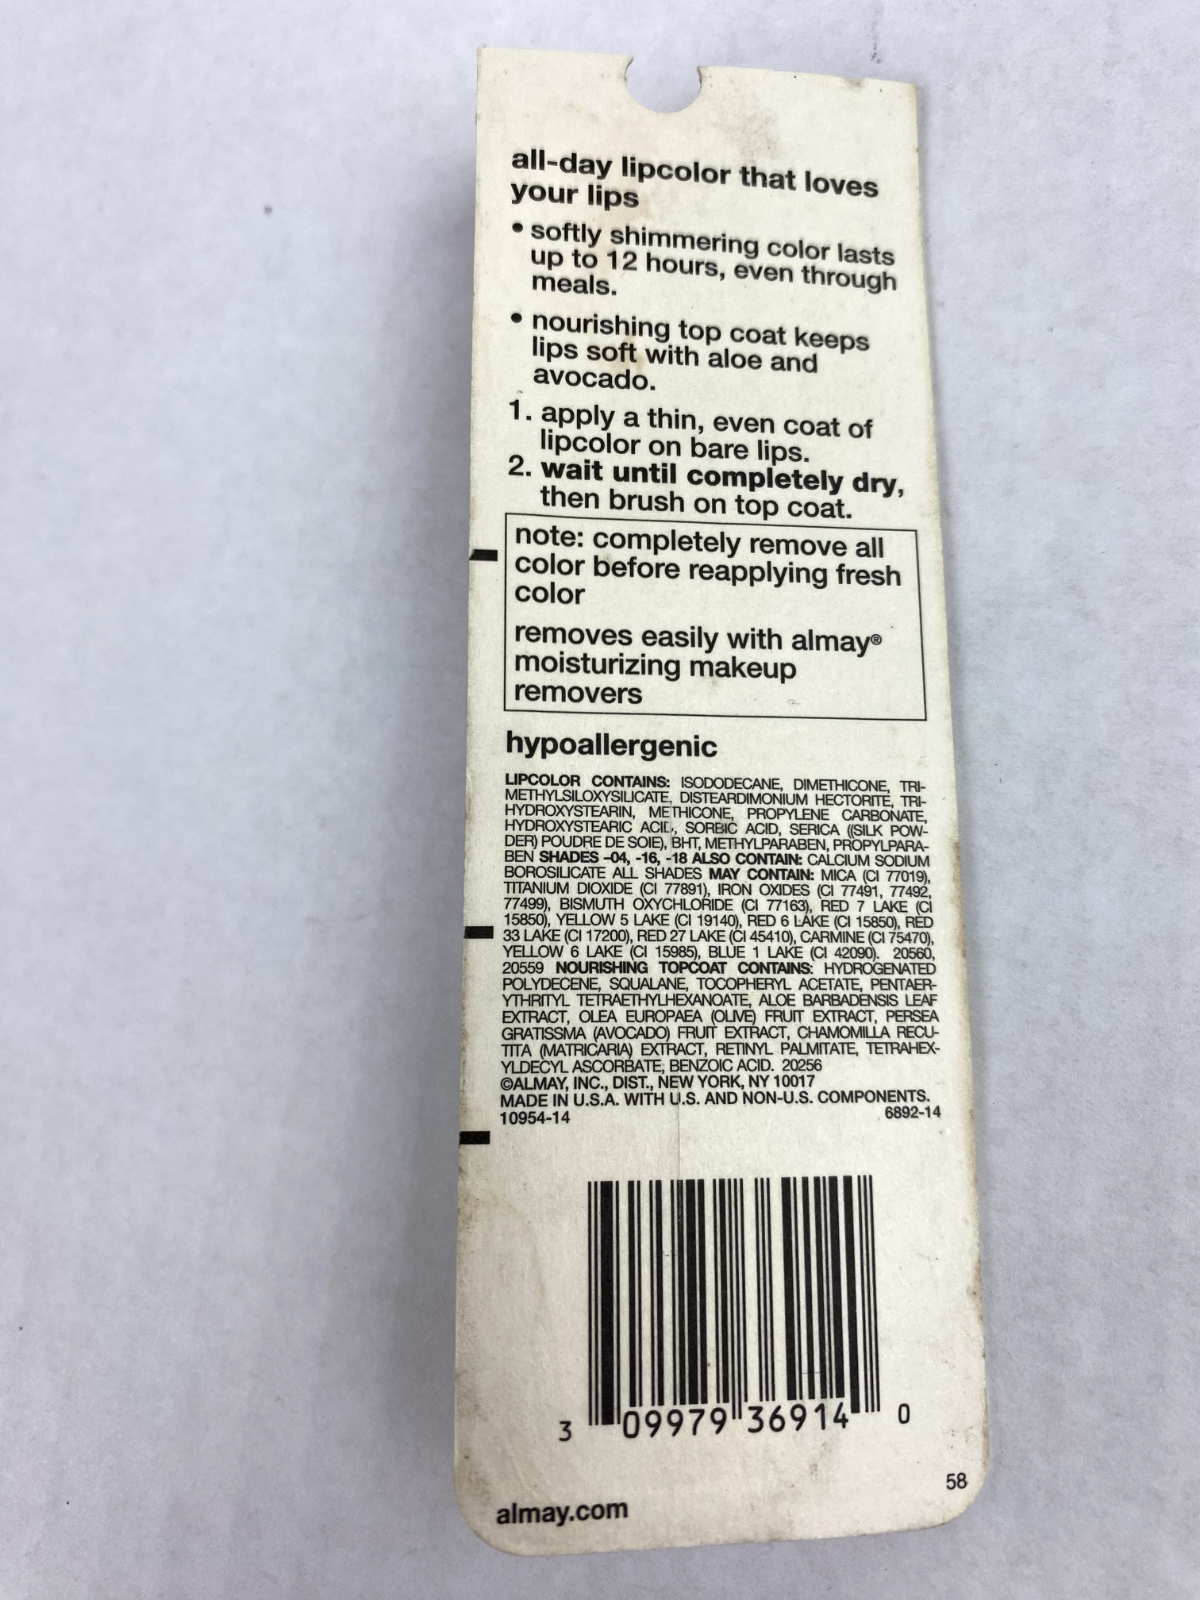 all-day lipcolor that loves
your lips
• softly shimmering color lasts
up to 12 hours, even through
meals.
• nourishing top coat keeps
lips soft with aloe and
avocado.
1. apply a thin, even coat of
lipcolor on bare lips.
2. wait until completely dry,
then brush on top coat.
note: completely remove all
color before reapplying fresh
color
removes easily with almay®
moisturizing makeup
removers
hypoallergenic
LIPCOLOR CONTAINS: ISODODECANE, DIMETHICONE, TRI-
METHYLSILOXYSILICATE, DISTEARDIMONIUM HECTORITE, TRI-
HYDROXYSTEARIN, METHICONE, PROPYLENE CARBONATE,
HYDROXYSTEARIC ACID, SORBIC ACID, SERICA ((SILK POW-
DER) POUDRE DE SOIE), BHT, METHYLPARABEN, PROPYLPARA-
BEN SHADES -04, -16, -18 ALSO CONTAIN: CALCIUM SODIUM
BOROSILICATE ALL SHADES MAY CONTAIN: MICA (CI 77019),
TITANIUM DIOXIDE (CI 77891), IRON OXIDES (CI 77491, 77492,
77499), BISMUTH OXYCHLORIDE (CI 77163), RED 7 LAKE (CI
15850), YELLOW 5 LAKE (CI 19140), RED 6 LAKE (CI 15850), RED
33 LAKE (CI 17200), RED 27 LAKE (CI 45410), CARMINE (CI 75470),
YELLOW 6 LAKE (CI 15985), BLUE 1 LAKE (CI 42090). 20560,
20559 NOURISHING TOPCOAT CONTAINS: HYDROGENATED
POLYDECENE, SQUALANE, TOCOPHERYL ACETATE, PENTAER-
YTHRITYL TETRAETHYLHEXANOATE, ALOE BARBADENSIS LEAF
EXTRACT, OLEA EUROPAEA (OLIVE) FRUIT EXTRACT, PERSEA
GRATISSMA (AVOCADO) FRUIT EXTRACT, CHAMOMILLA RECU-
TITA (MATRICARIA) EXTRACT, RETINYL PALMITATE, TETRAHEX-
YLDECYL ASCORBATE, BENZOIC ACID. 20256
©ALMAY, INC., DIST., NEW YORK, NY 10017
MADE IN U.S.A. WITH U.S. AND NON-U.S. COMPONENTS.
10954-14 6892-14
3 09979 36914 0
58
almay.com